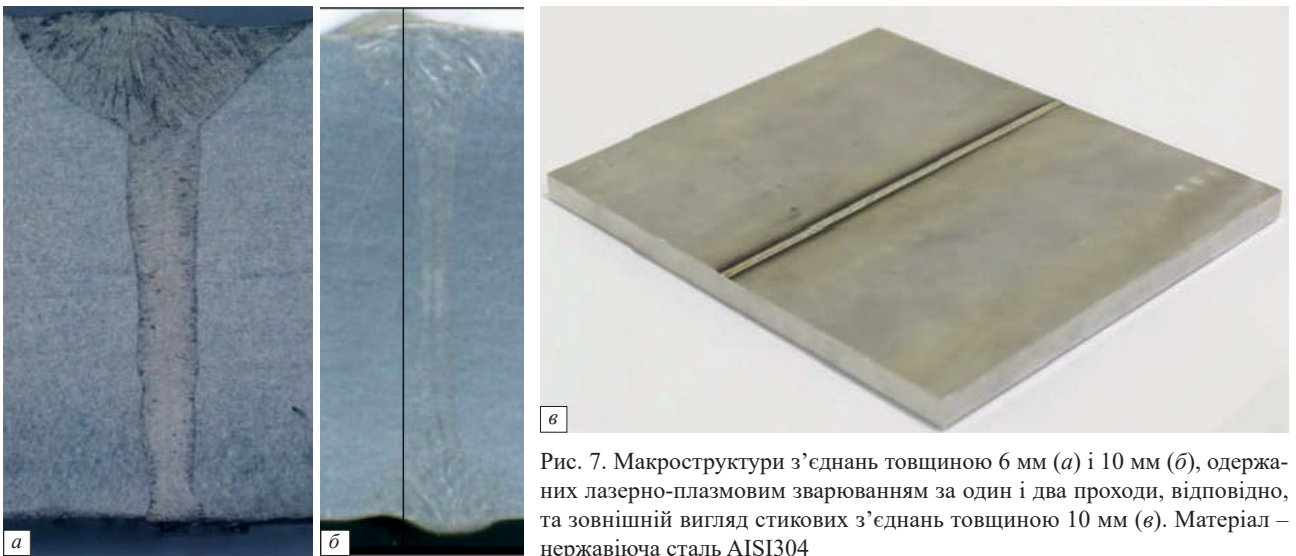 а
б
в
Рис. 7. Макроструктури з’єднань товщиною 6 мм (а) і 10 мм (б), одержа-
них лазерно-плазмовим зварюванням за один і два проходи, відповідно,
та зовнішній вигляд стикових з’єднань товщиною 10 мм (в). Матеріал –
нержавіюча сталь AISI304